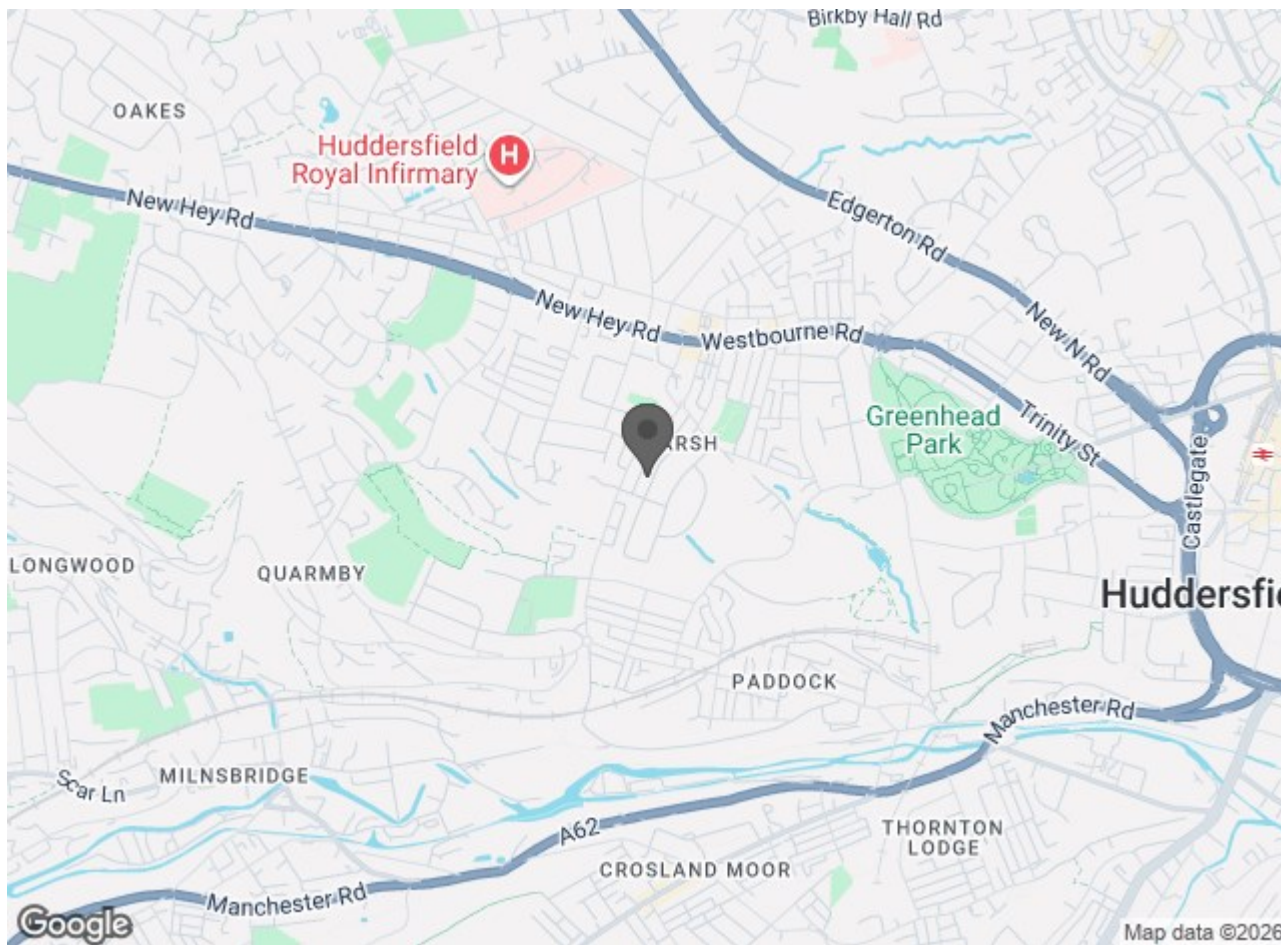 Birkby Hall Rd
OAKES
Huddersfield
Royal Infirmary
H
New Hey Rd
Edgerton Rd
New Hey Rd
Westbourne Rd
New N Rd
Greenhead
Park
Trinity St
ARSH
Castlegate
LONGWOOD
QUARMBY
Huddersfie
PADDOCK
Manchester Rd
Scar Ln
MILNSBRIDGE
A62
THORNTON
LODGE
CROSLAND MOOR
Manchester Rd
Google
Map data ©2026